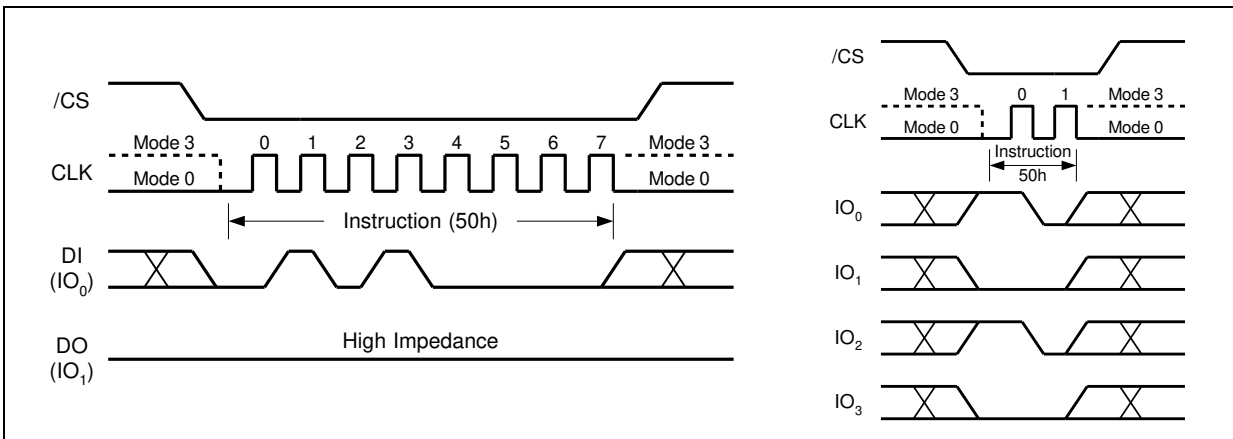 /CS
Mode 3 0 1 2 3 4 5 6 7 Mode 3
CLK Mode 0 Mode 0
Instruction (50h)
DI
(IO0)
High Impedance
DO
(IO1)
/CS
Mode 3 0 1 Mode 3
CLK Mode 0 Mode 0
Instruction
50h
IO0
IO1
IO2
IO3